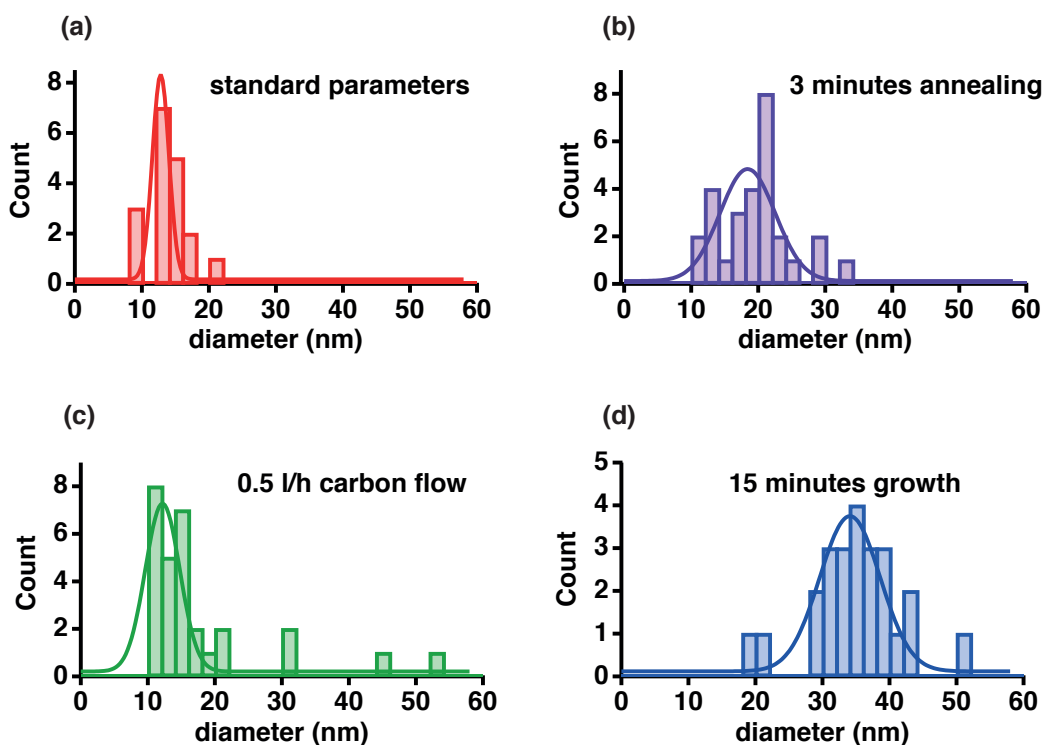 (a)
standard parameters
Count
8
6
4
2
0
0 10 20 30 40 50 60
diameter (nm)
(b)
3 minutes annealing
Count
8
6
4
2
0
0 10 20 30 40 50 60
diameter (nm)
(c)
0.5 l/h carbon flow
Count
8
6
4
2
0
0 10 20 30 40 50 60
diameter (nm)
(d)
15 minutes growth
Count
5
4
3
2
1
0
0 10 20 30 40 50 60
diameter (nm)